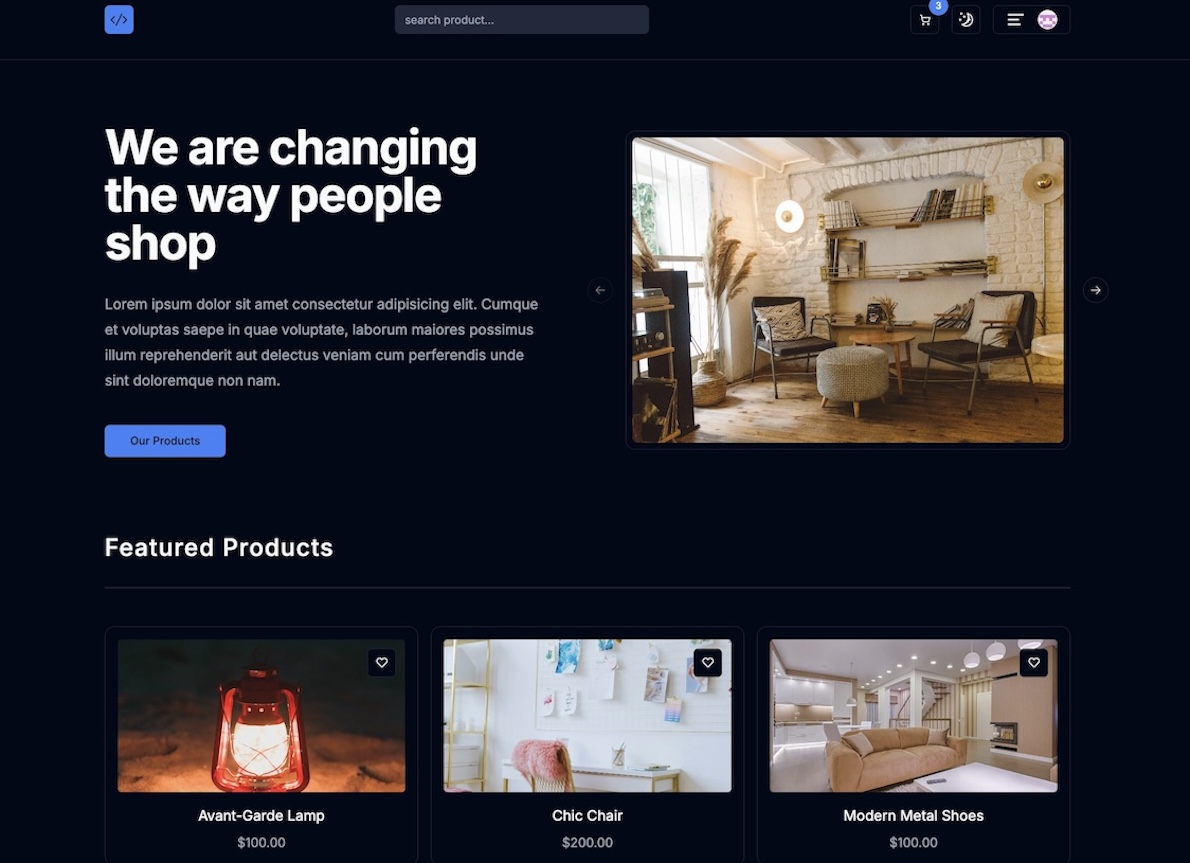 </>
search product...
3
We are changing
the way people
shop
Lorem ipsum dolor sit amet consectetur adipisicing elit. Cumque
et voluptas saepe in quae voluptate, laborum maiores possimus
illum reprehenderit aut delectus veniam cum perferendis unde
sint doloremque non nam.
Our Products
Featured Products
Avant-Garde Lamp
$100.00
Chic Chair
$200.00
Modern Metal Shoes
$100.00